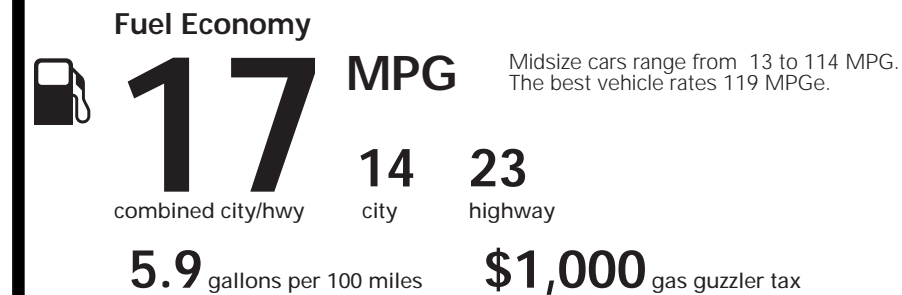 Fuel Economy
17 MPG
Midsize cars range from 13 to 114 MPG.
The best vehicle rates 119 MPGe.
14 23
combined city/hwy city highway
5.9 gallons per 100 miles $1,000 gas guzzler tax